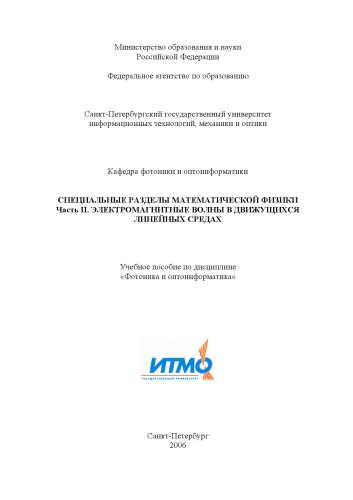 Министерство образования и науки
Российской Федерации
Федеральное агентство по образованию
Санкт-Петербургский государственный университет
информационных технологий, механики и оптики
Кафедра фотоники и оптоинформатики
СПЕЦИАЛЬНЫЕ РАЗДЕЛЫ МАТЕМАТИЧЕСКОЙ ФИЗИКИ
Часть II. ЭЛЕКТРОМАГНИТНЫЕ ВОЛНЫ В ДВИЖУЩИХСЯ
ЛИНЕЙНЫХ СРЕДАХ
Учебное пособие по дисциплине
«Фотоника и оптоинформатика»
ИТМО
ГОСУДАРСТВЕННЫЙ УНИВЕРСИТЕТ
Санкт-Петербург
2006